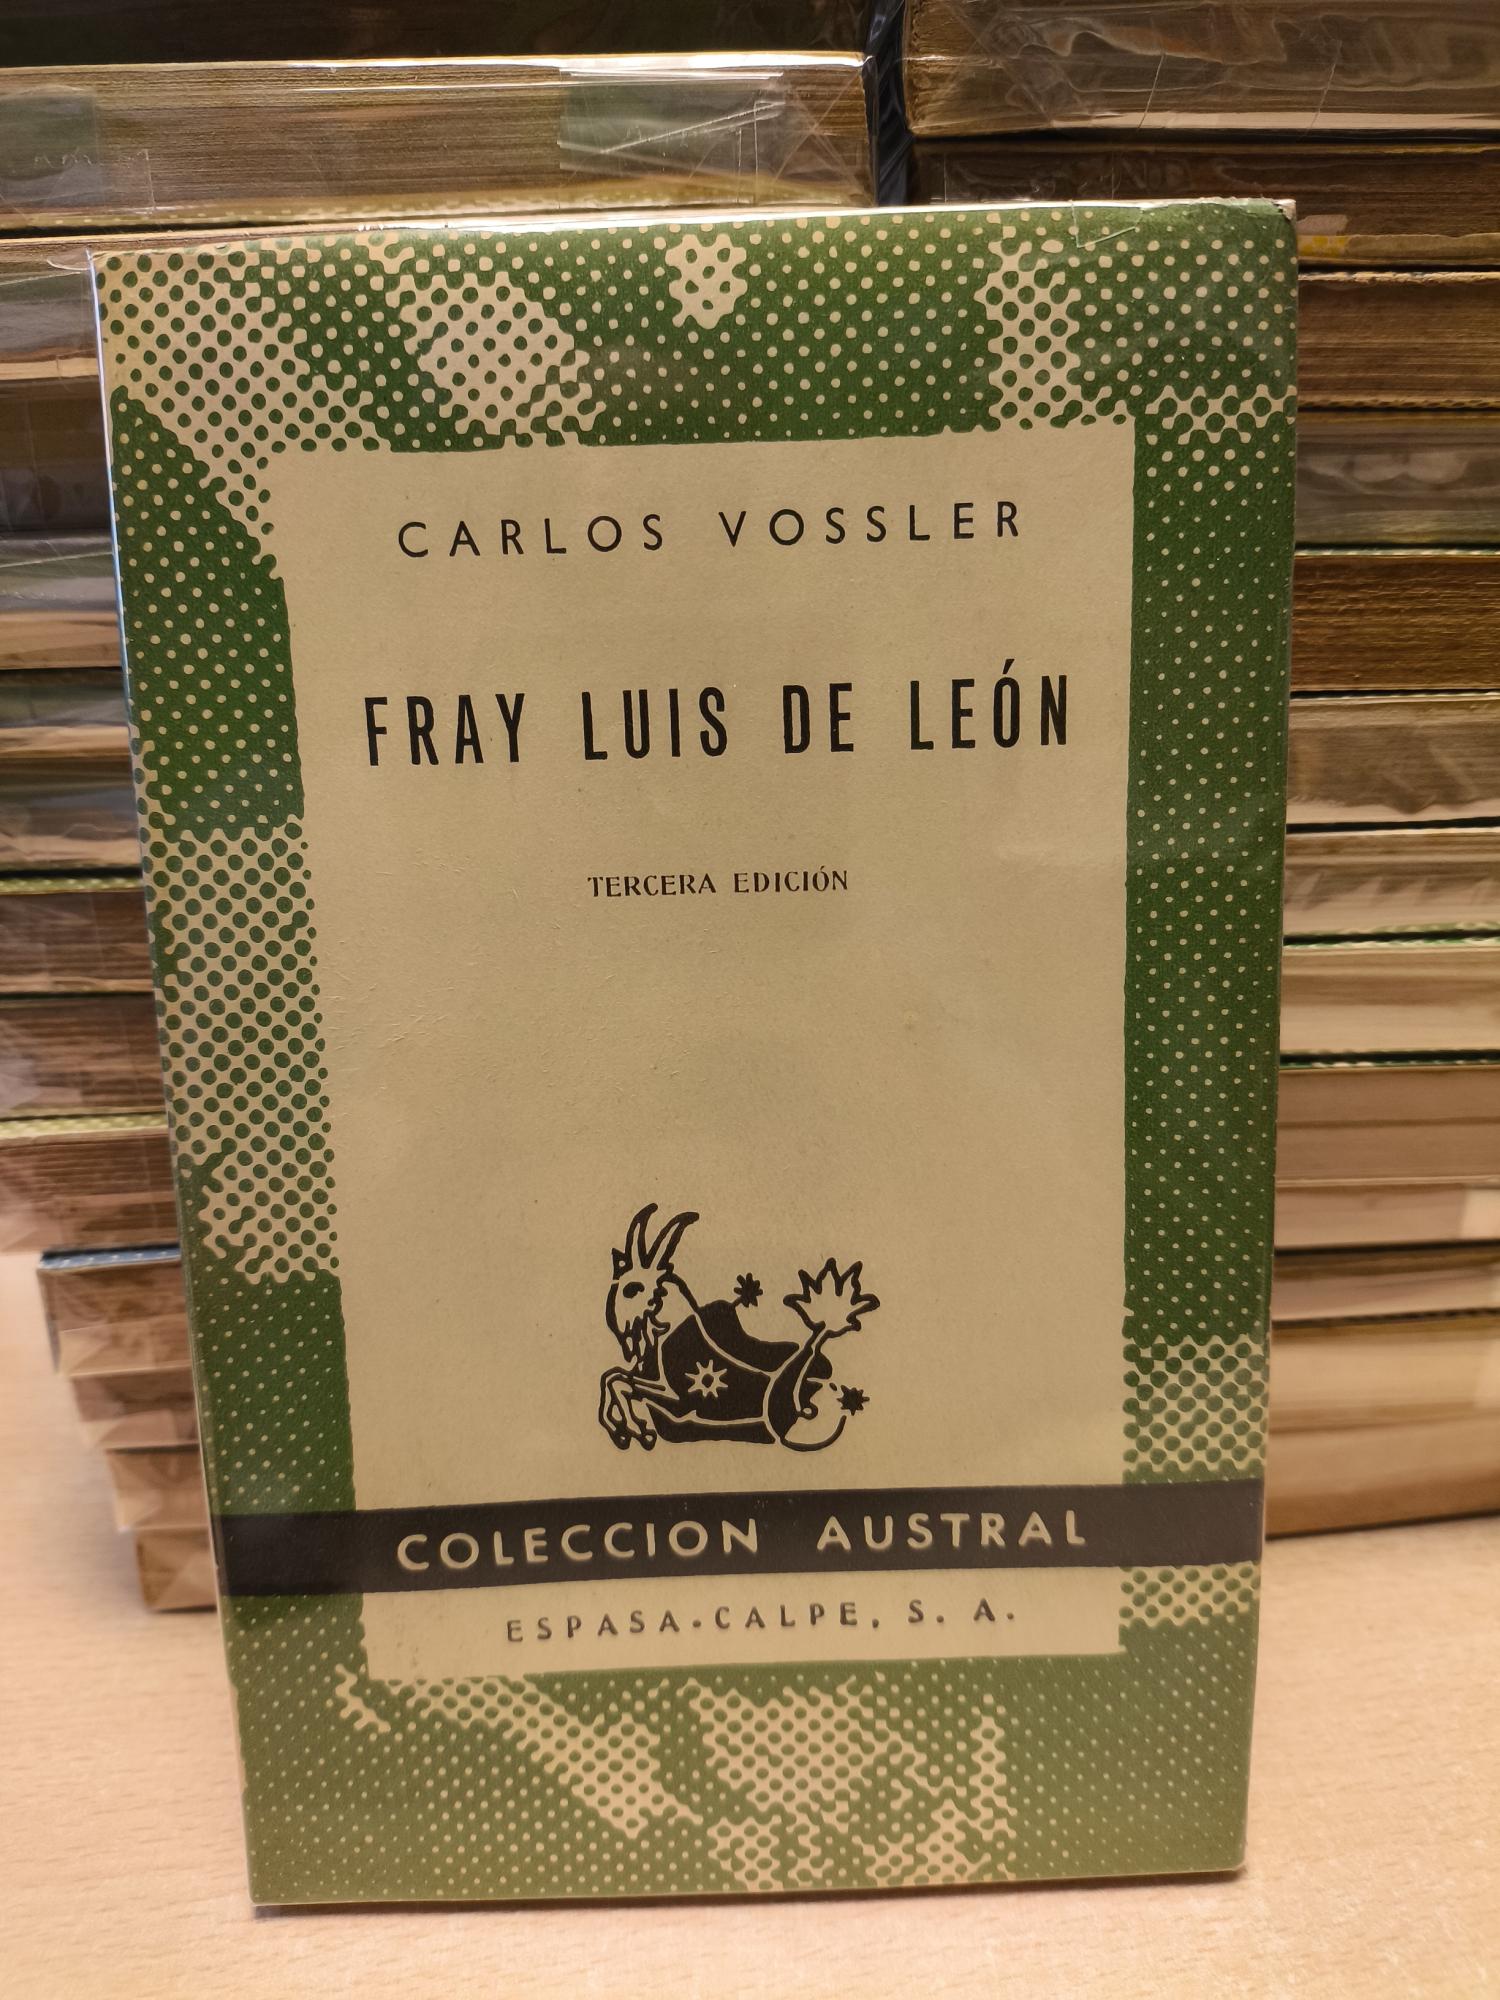 CARLOS VOSSLER
FRAY LUIS DE LEÓN
TERCERA EDICIÓN
COLECCION AUSTRAL
ESPASA-CALPE, S. A.